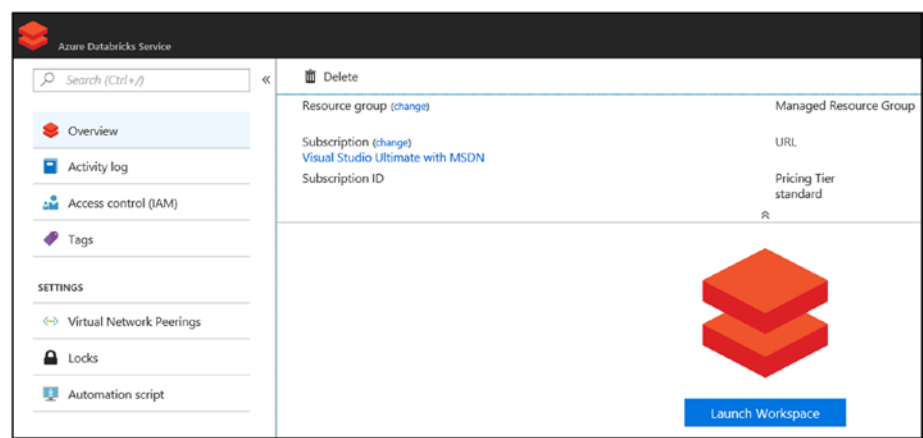 Azure Databricks Service
Search (Ctrl+/)
«
Overview
Activity log
Access control (IAM)
Tags
SETTINGS
Virtual Network Peerings
Locks
Automation script
Delete
Resource group (change)
Managed Resource Group
Subscription (change)
Visual Studio Ultimate with MSDN
URL
Subscription ID
Pricing Tier
standard
Launch Workspace